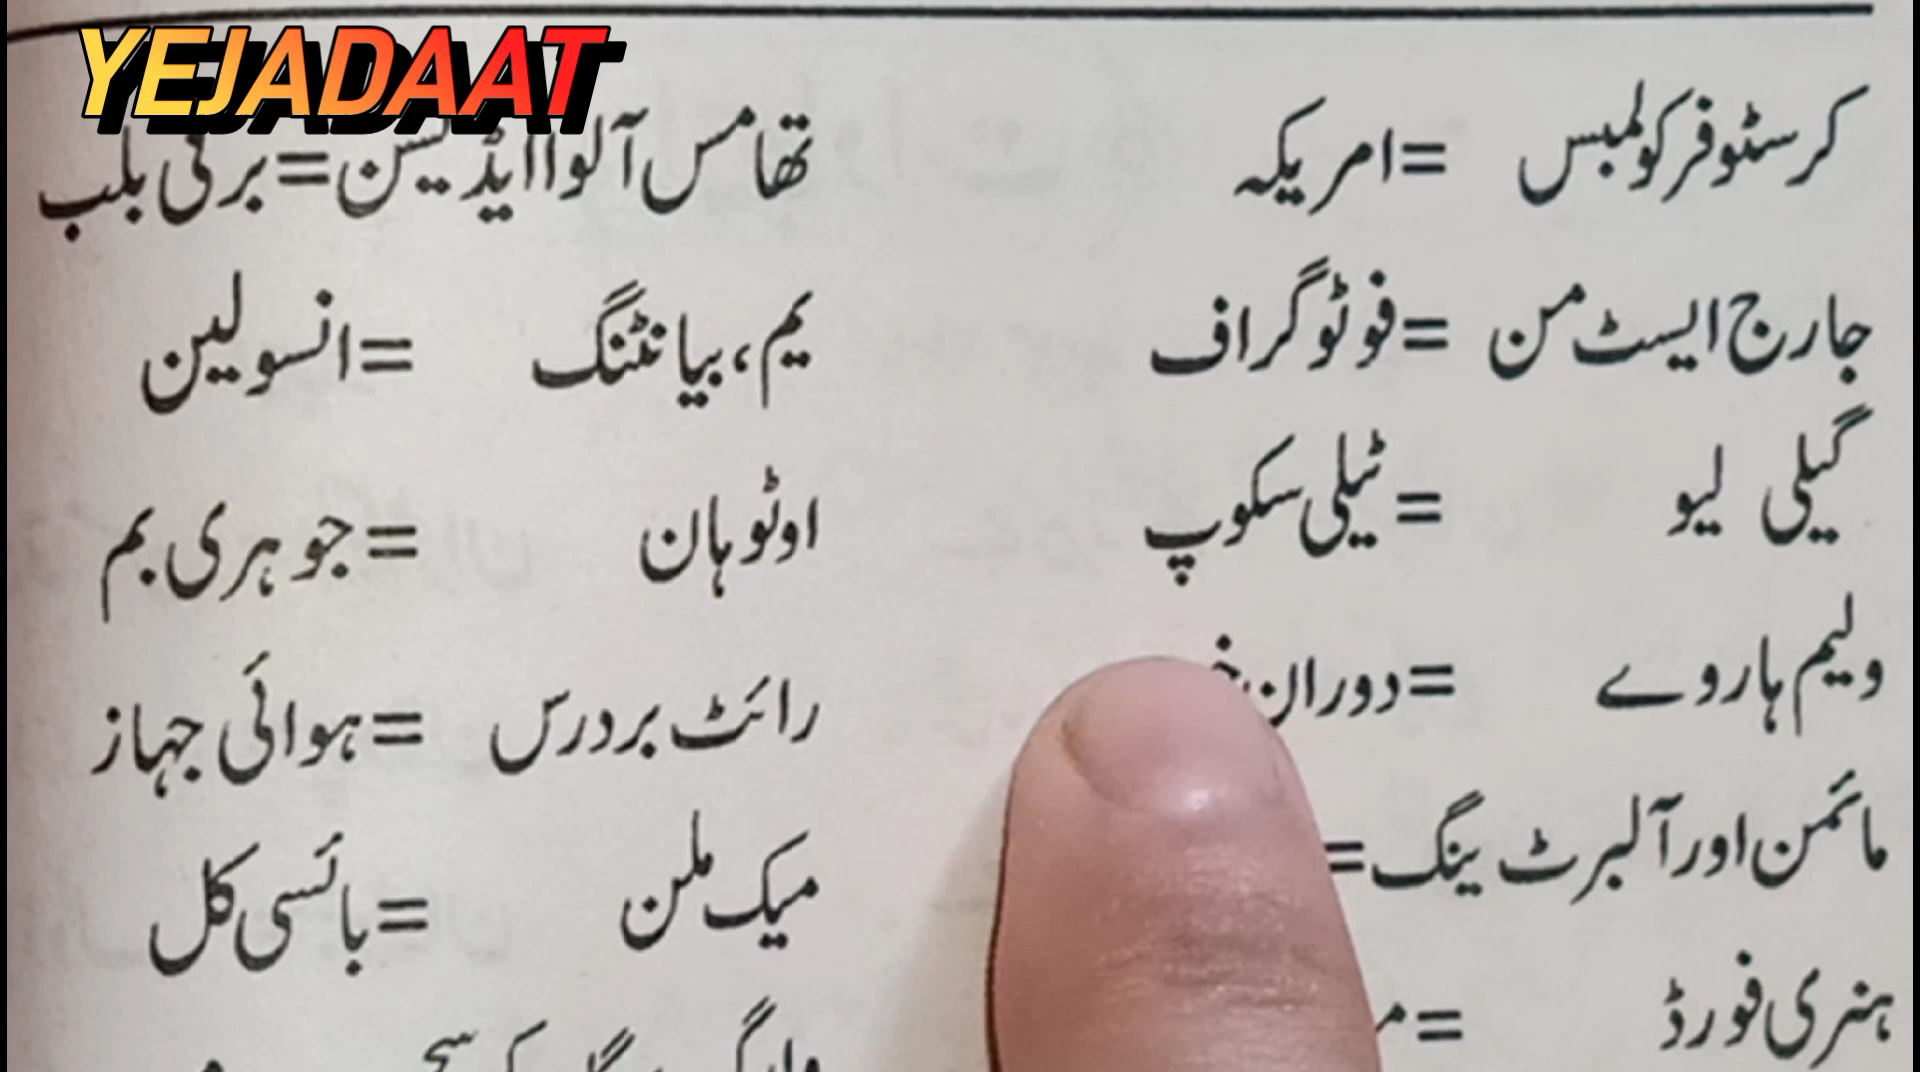 YEJADAAT
کرسٹوفر کولمبس = امریکہ
جارج ایسٹ من = فوٹوگراف
گیلی لیو = ٹیلی سکوپ
ولیم ہاروے = دوران
مائمن اور آلبرٹ ینگ =
ہنری فورڈ =
تھامس آلوا ایڈیسن = برقی بلب
یم، بیانٹنگ = انسولین
اوٹوہان = جوہری بم
رائٹ بردرس = ہوائی جہاز
میک ملن = بائسی کل